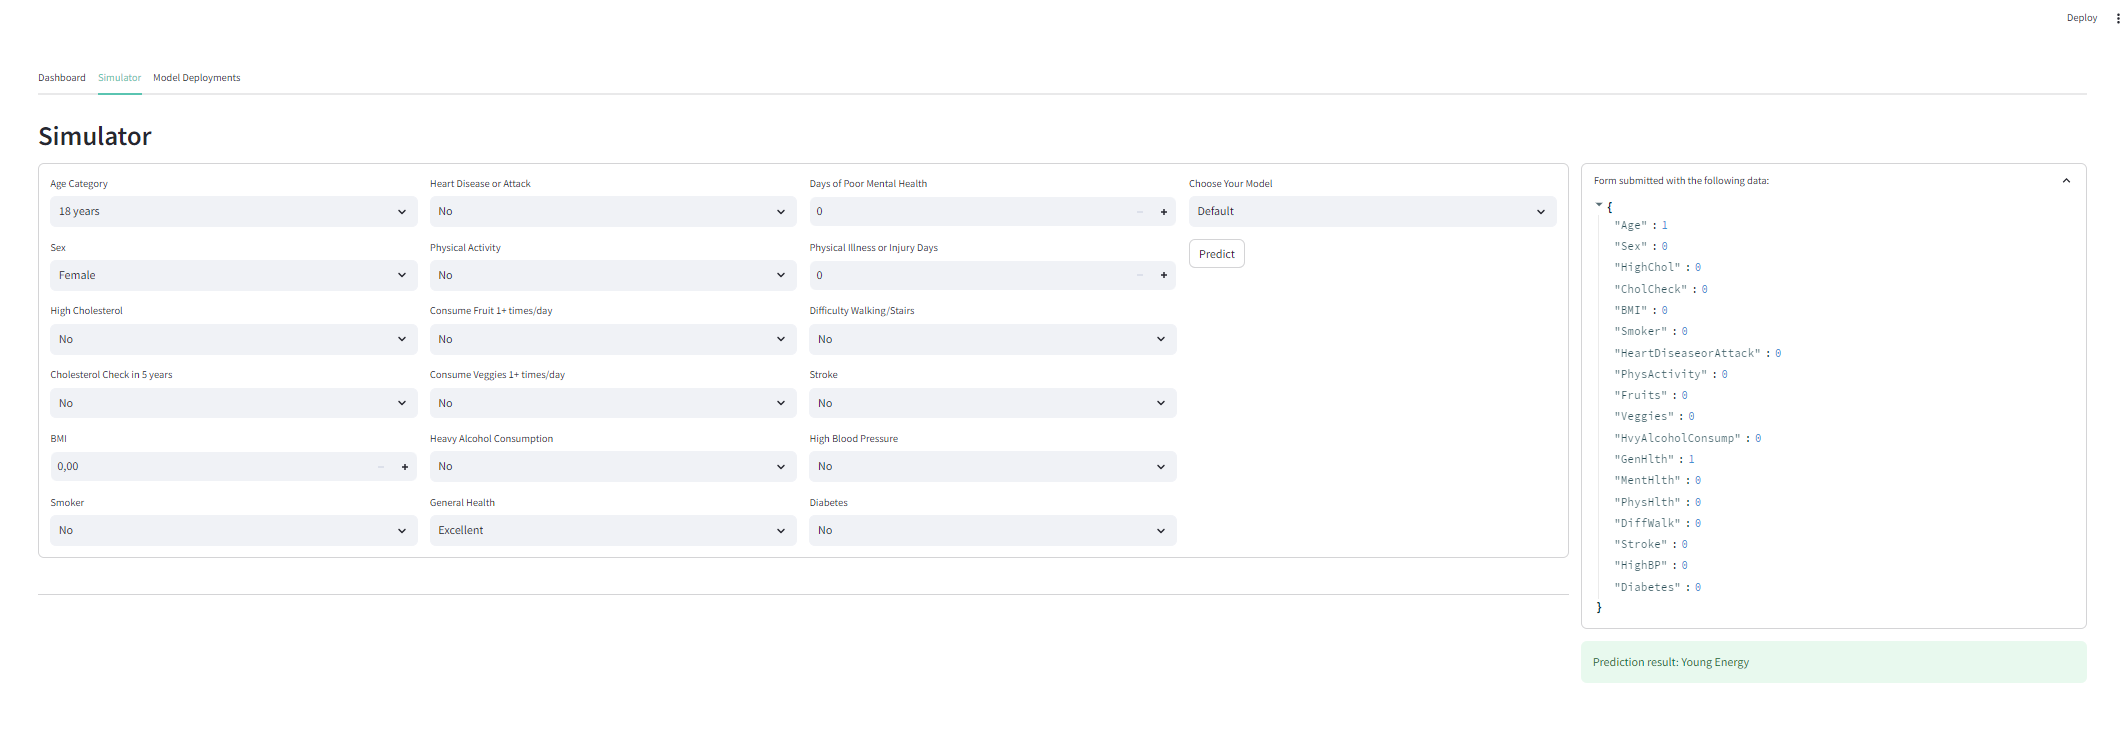 Deploy
Dashboard Simulator Model Deployments
Simulator
Age Category
18 years
Sex
Female
High Cholesterol
No
Cholesterol Check in 5 years
No
BMI
0,00
Smoker
No
Heart Disease or Attack
No
Physical Activity
No
Consume Fruit 1+ times/day
No
Consume Veggies 1+ times/day
No
Heavy Alcohol Consumption
No
General Health
Excellent
Days of Poor Mental Health
0
Physical Illness or Injury Days
0
Difficulty Walking/Stairs
No
Stroke
No
High Blood Pressure
No
Diabetes
No
Choose Your Model
Default
Predict
Form submitted with the following data:
{
"Age" : 1
"Sex" : 0
"HighChol" : 0
"CholCheck" : 0
"BMI" : 0
"Smoker" : 0
"HeartDiseaseorAttack" : 0
"PhysActivity" : 0
"Fruits" : 0
"Veggies" : 0
"HvyAlcoholConsump" : 0
"GenHlth" : 1
"MentHlth" : 0
"PhysHlth" : 0
"DiffWalk" : 0
"Stroke" : 0
"HighBP" : 0
"Diabetes" : 0
}
Prediction result: Young Energy